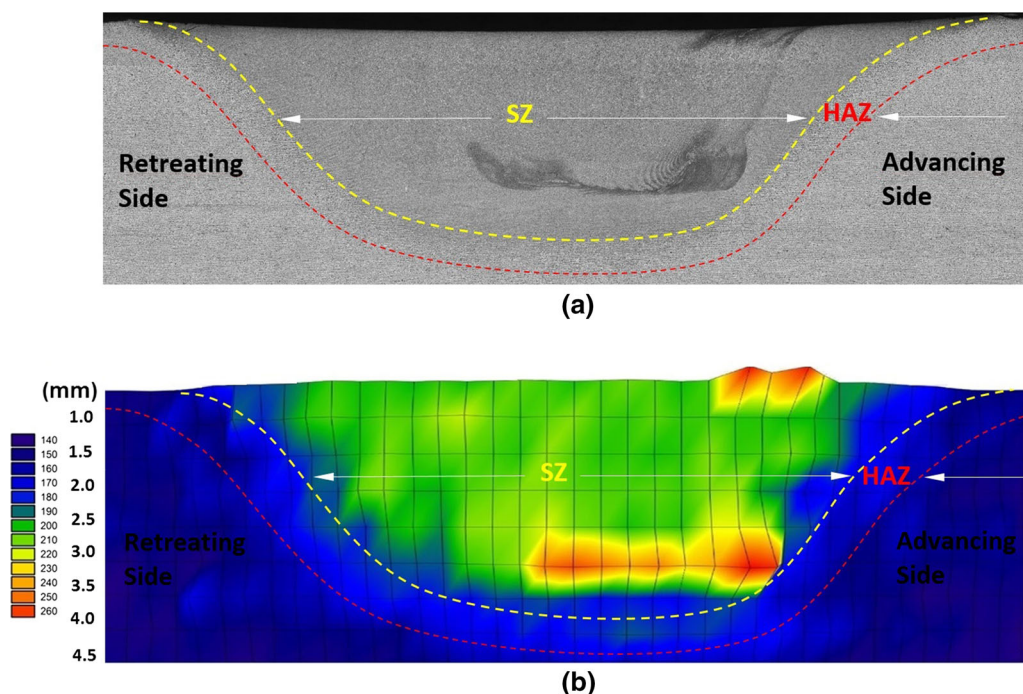 SZ
HAZ
Retreating
Side
Advancing
Side
(a)
(mm)
1.0
1.5
2.0
2.5
3.0
3.5
4.0
4.5
140
150
160
170
180
190
200
210
220
230
240
250
260
SZ
HAZ
Retreating
Side
Advancing
Side
(b)